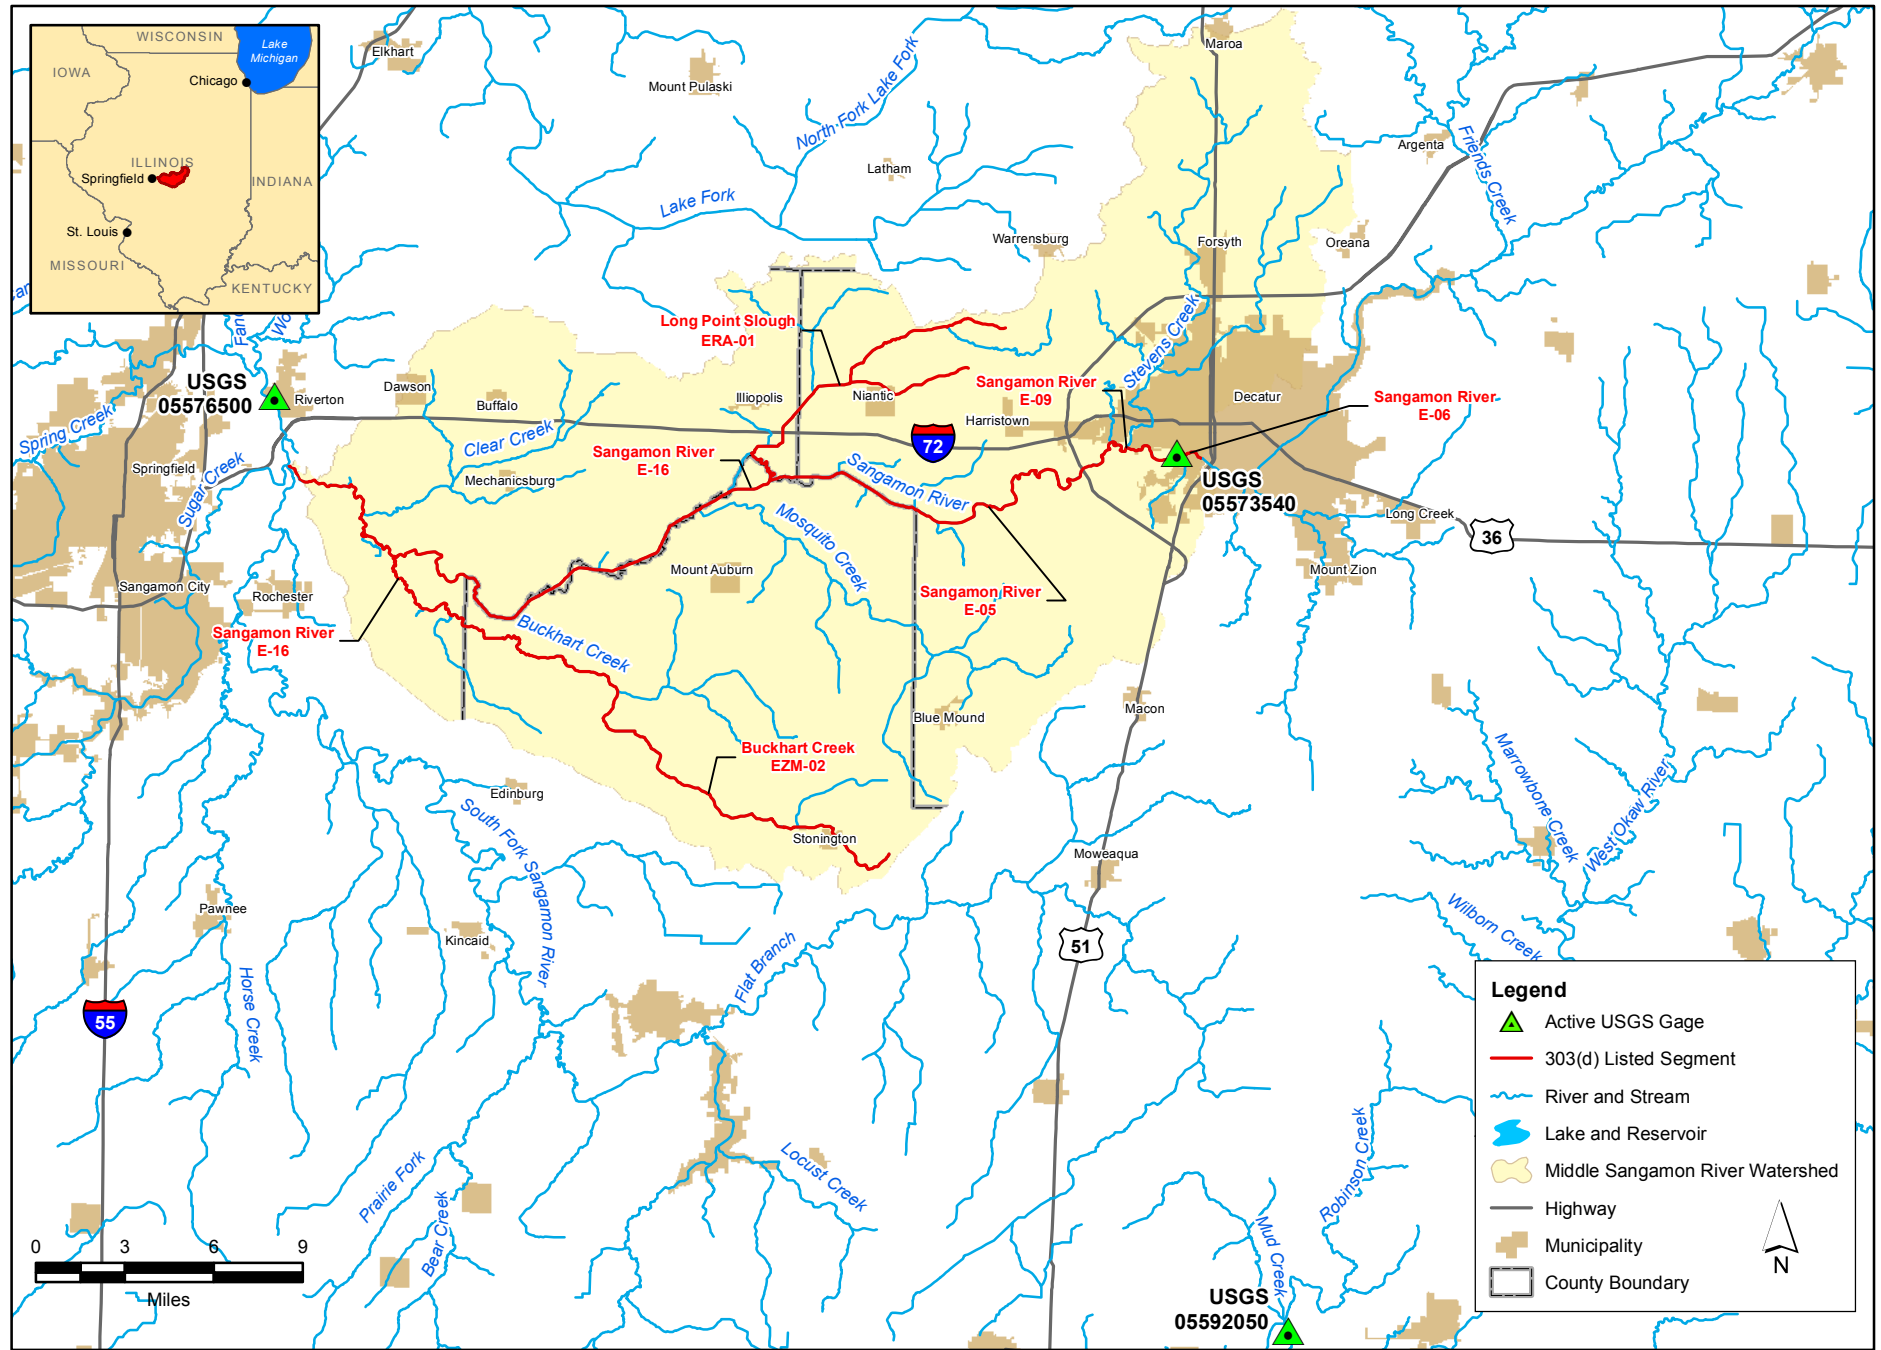 WISCONSIN
Lake
Michigan
IOWA
Chicago
ILLINOIS
Springfield
INDIANA
St. Louis
MISSOURI
KENTUCKY
Elkhart
Mount Pulaski
North Fork Lake Fork
Maroa
Latham
Lake Fork
Argenta
Friends Creek
Warrensburg
Forsyth
Oreana
Long Point Slough
ERA-01
Stevens Creek
USGS
05576500
Riverton
Dawson
Buffalo
Illiopolis
Niantic
Sangamon River
E-09
Decatur
Sangamon River
E-06
Harristown
Spring Creek
Clear Creek
72
Springfield
Sugar Creek
Mechanicsburg
Sangamon River
E-16
Sangamon River
USGS
05573540
Long Creek
36
Mosquito Creek
Mount Auburn
Mount Zion
Sangamon City
Rochester
Sangamon River
E-05
Sangamon River
E-16
Buckhart Creek
Blue Mound
Macon
Buckhart Creek
EZM-02
Edinburg
South Fork Sangamon River
Stonington
Moweaqua
Marrowbone Creek
West Okaw River
Pawnee
Kincaid
Flat Branch
51
Wilborn Creek
Horse Creek
55
Prairie Fork
Bear Creek
Locust Creek
Robinson Creek
Mud Creek
USGS
05592050
0 3 6 9
Miles
Legend
Active USGS Gage
303(d) Listed Segment
River and Stream
Lake and Reservoir
Middle Sangamon River Watershed
Highway
Municipality
County Boundary
N